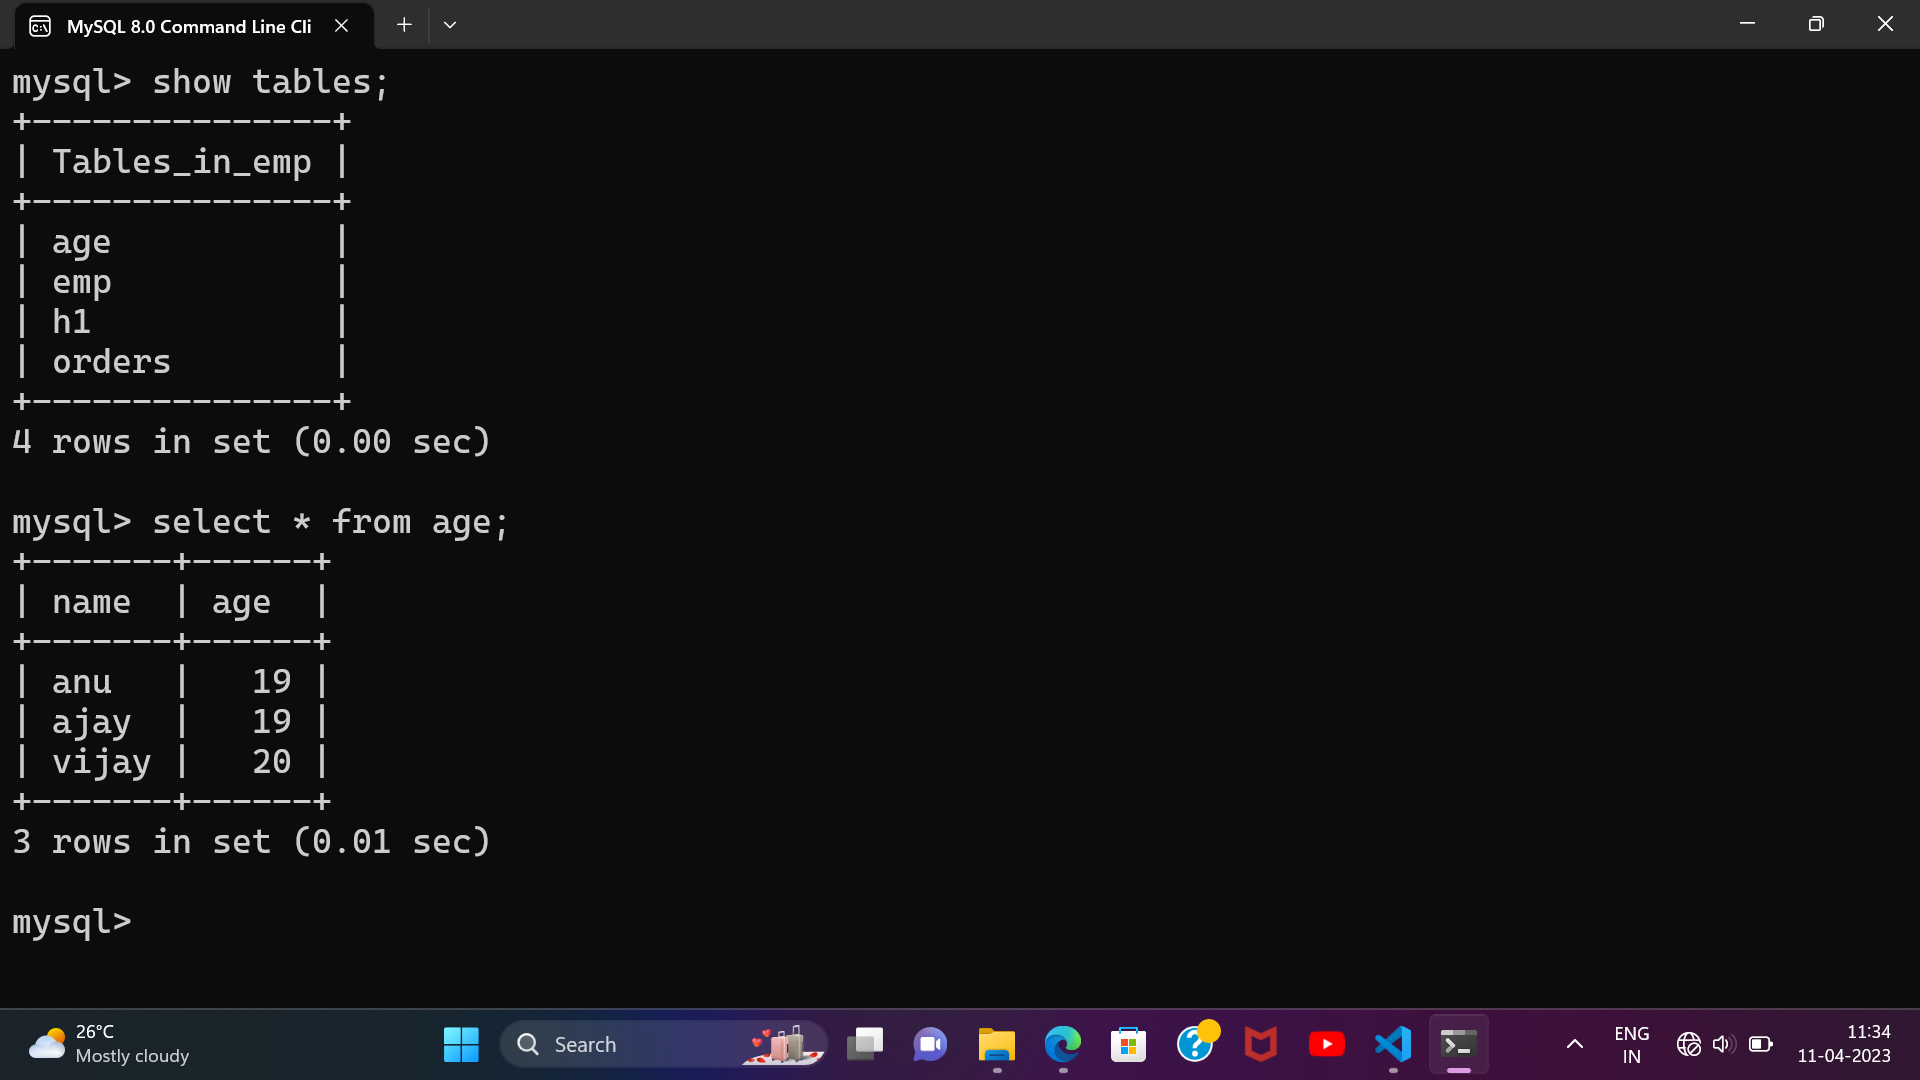 MySQL 8.0 Command Line Cli
mysql> show tables;
+---------------+
| Tables_in_emp |
+---------------+
| age           |
| emp           |
| h1            |
| orders        |
+---------------+
4 rows in set (0.00 sec)

mysql> select * from age;
+-------+------+
| name  | age  |
+-------+------+
| anu   |   19 |
| ajay  |   19 |
| vijay |   20 |
+-------+------+
3 rows in set (0.01 sec)

mysql>
26°C
Mostly cloudy
Search
ENG
IN
11:34
11-04-2023